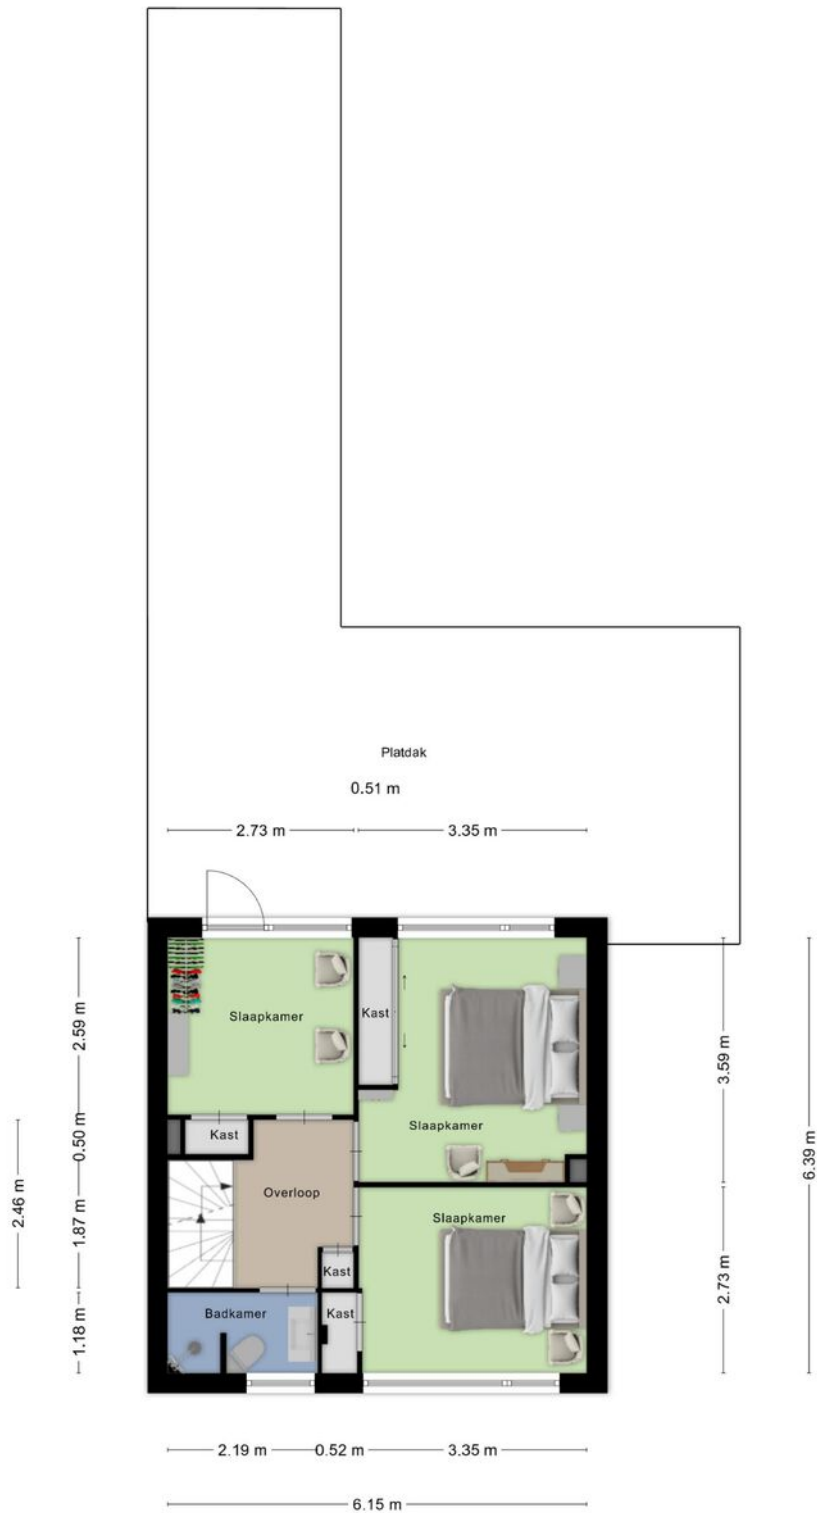 Platdak
0.51 m
2.73 m
3.35 m
2.59 m
0.50 m
1.87 m
1.18 m
2.46 m
3.59 m
2.73 m
6.39 m
Slaapkamer
Kast
Slaapkamer
Kast
Overloop
Slaapkamer
Kast
Badkamer
Kast
2.19 m
0.52 m
3.35 m
6.15 m